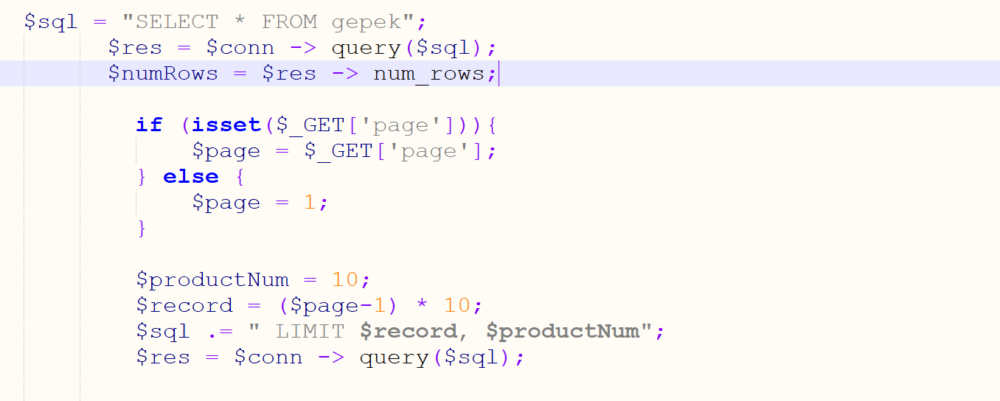 $sql = "SELECT * FROM gepek";
$res = $conn -> query($sql);
$numRows = $res -> num_rows;
if (isset($_GET['page'])){
$page = $_GET['page'];
} else {
$page = 1;
}
$productNum = 10;
$record = ($page-1) * 10;
$sql .= " LIMIT $record, $productNum";
$res = $conn -> query($sql);